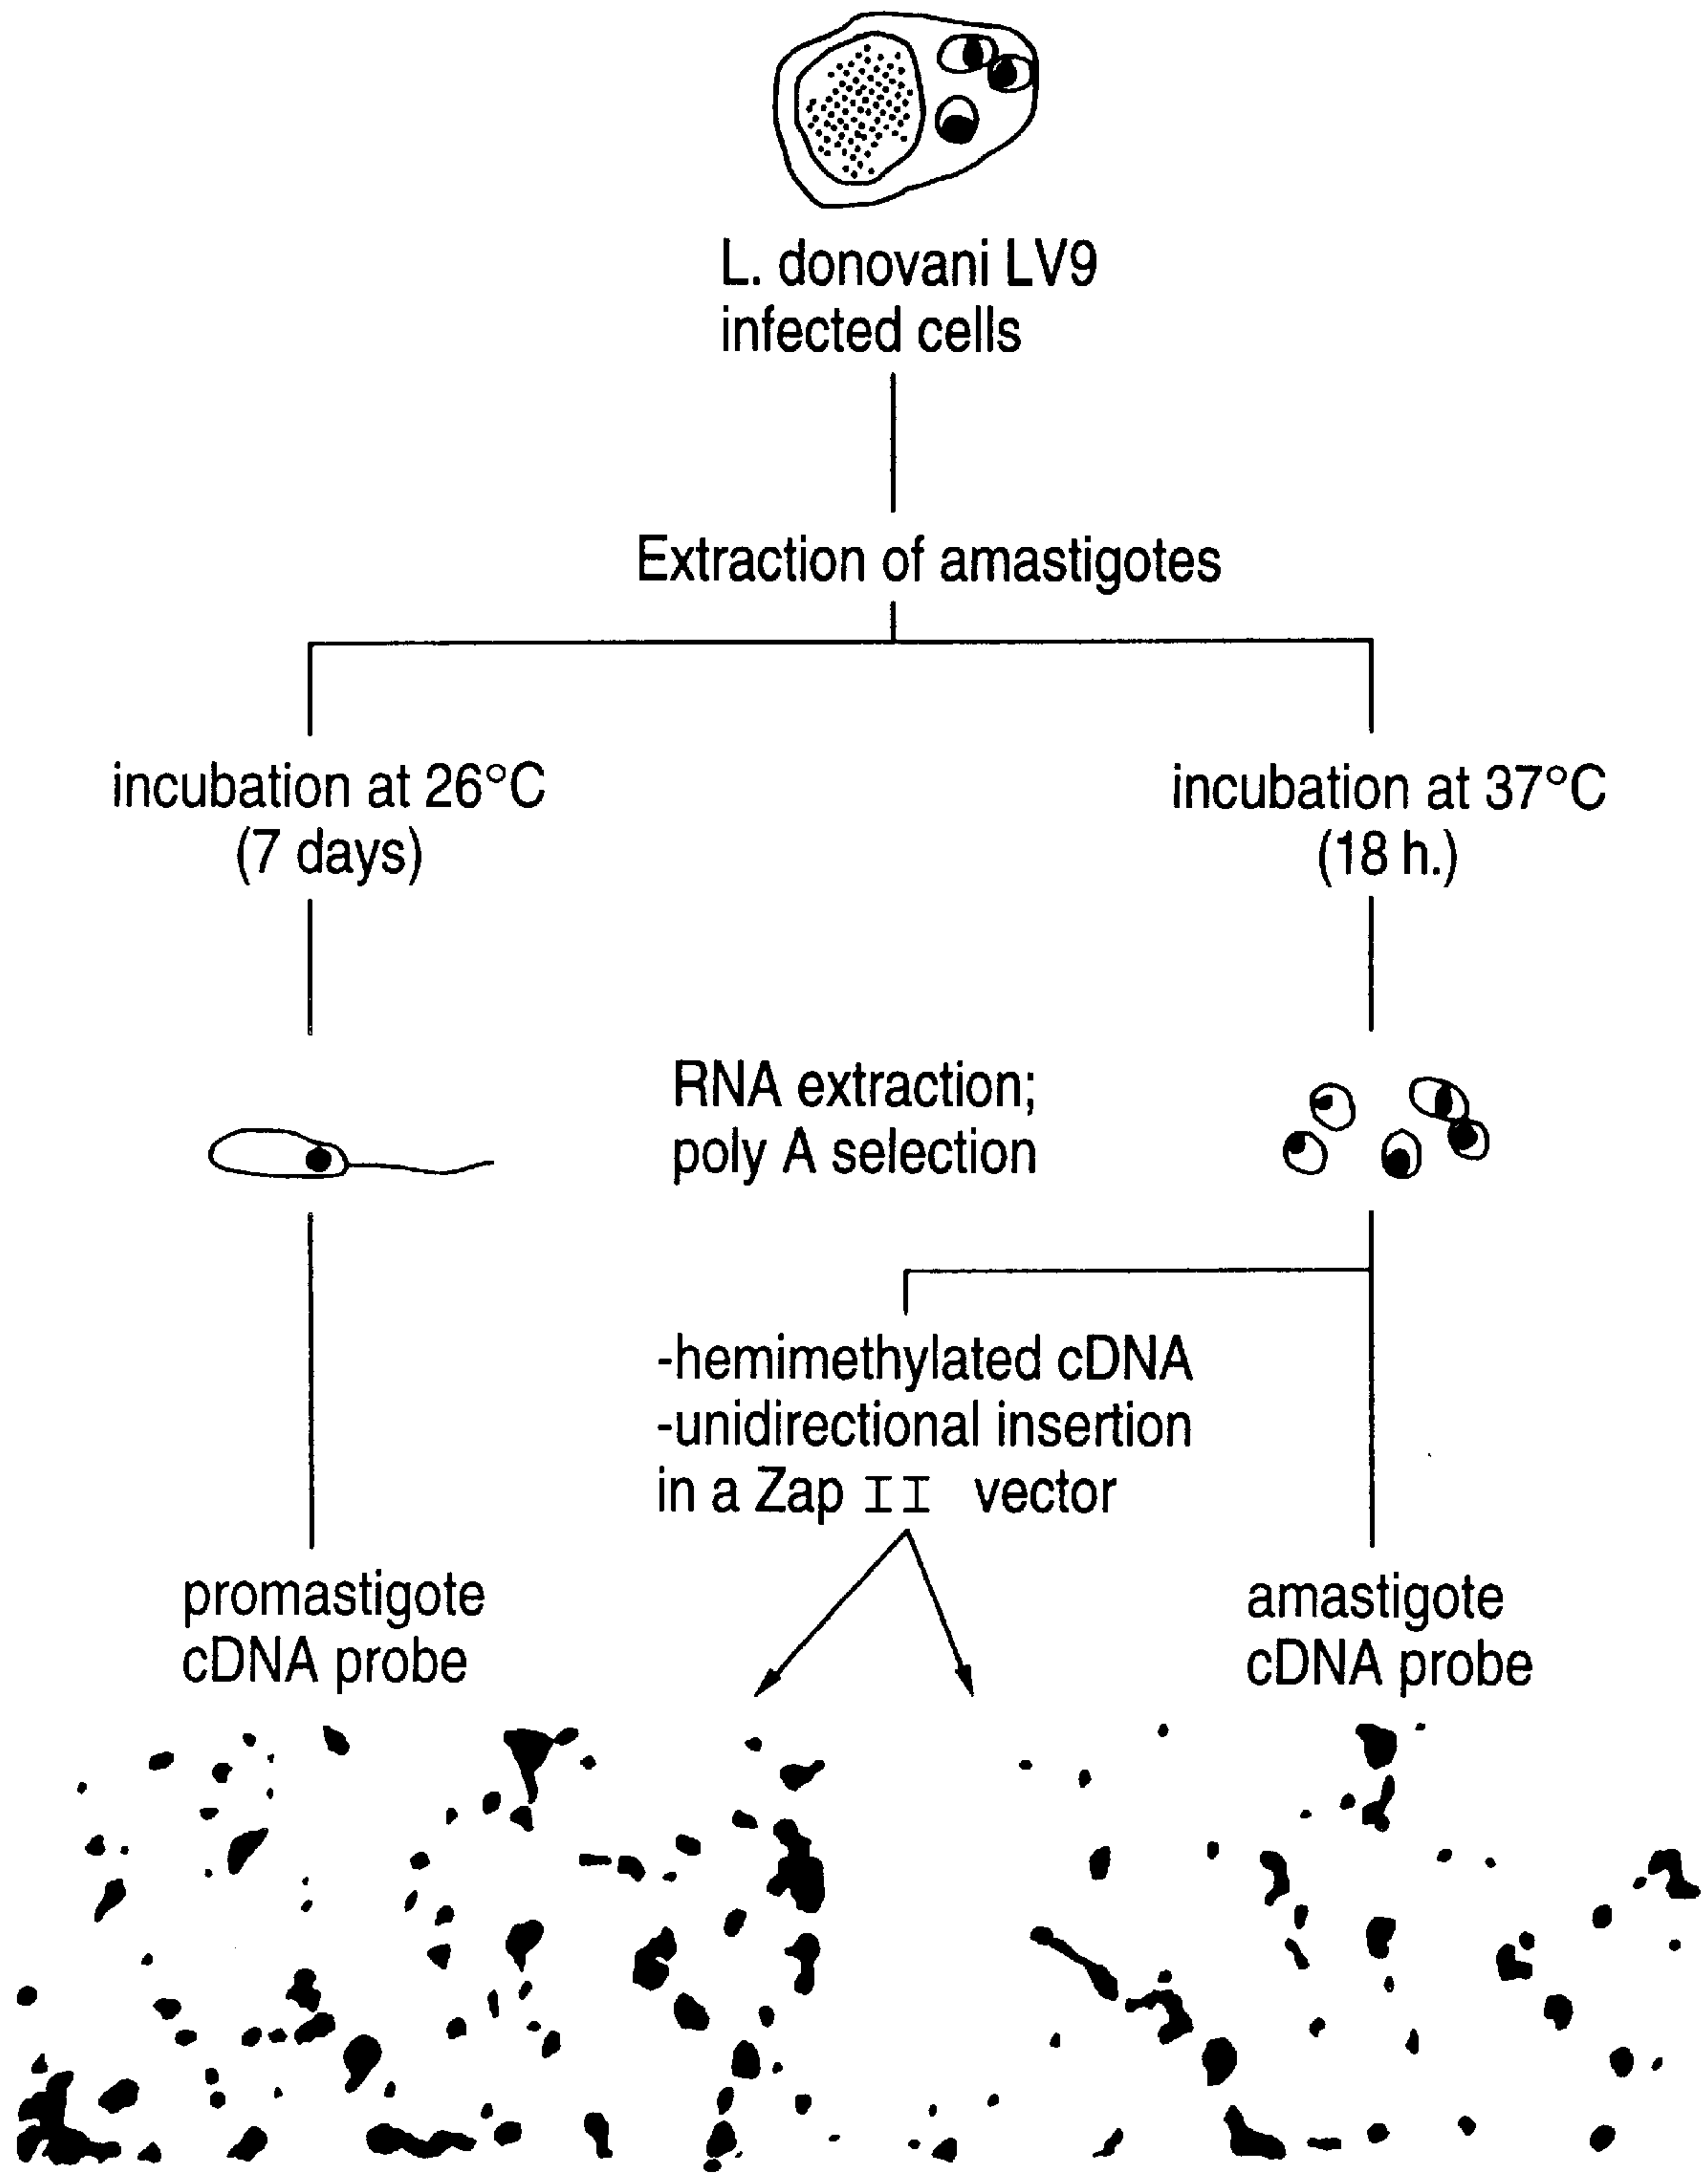 L. donovani LV9
infected cells
Extraction of amastigotes
incubation at 26°C
(7 days)
incubation at 37°C
(18 h.)
RNA extraction;
poly A selection
-hemimethylated cDNA
-unidirectional insertion
in a Zap II vector
promastigote
cDNA probe
amastigote
cDNA probe